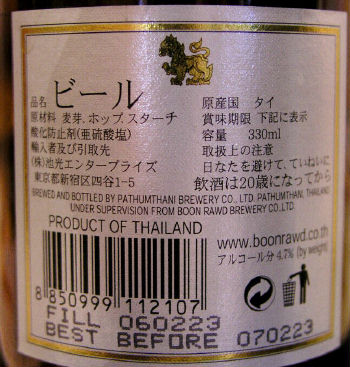 品名 ビール
原材料 麦芽、ホップ、スターチ
酸化防止剤(亜硫酸塩)
輸入者及び引取先
(株)池光エンタープライズ
東京都新宿区四谷1-5
原産国 タイ
賞味期限 下記に表示
容量 330ml
取扱上の注意
日なたを避けて、ていねいに
飲酒は20歳になってから
BREWED AND BOTTLED BY PATHUMTHANI BREWERY CO., LTD. PATHUMTHANI, THAILAND
UNDER SUPERVISION FROM BOON RAWD BREWERY CO., LTD.
PRODUCT OF THAILAND
www.boonrawd.co.th
アルコール分 4.7% (by weight)
8 850999 112107
FILL 060223
BEST BEFORE 070223